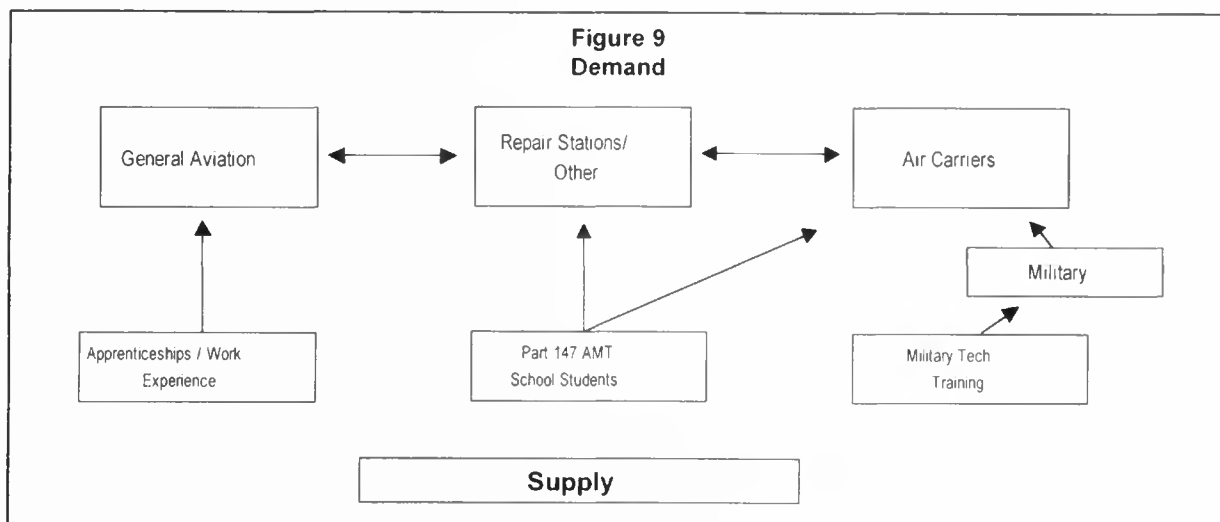 Figure 9
Demand
General Aviation
Repair Stations/
Other
Air Carriers
Military
Apprenticeships / Work
Experience
Part 147 AMT
School Students
Military Tech
Training
Supply